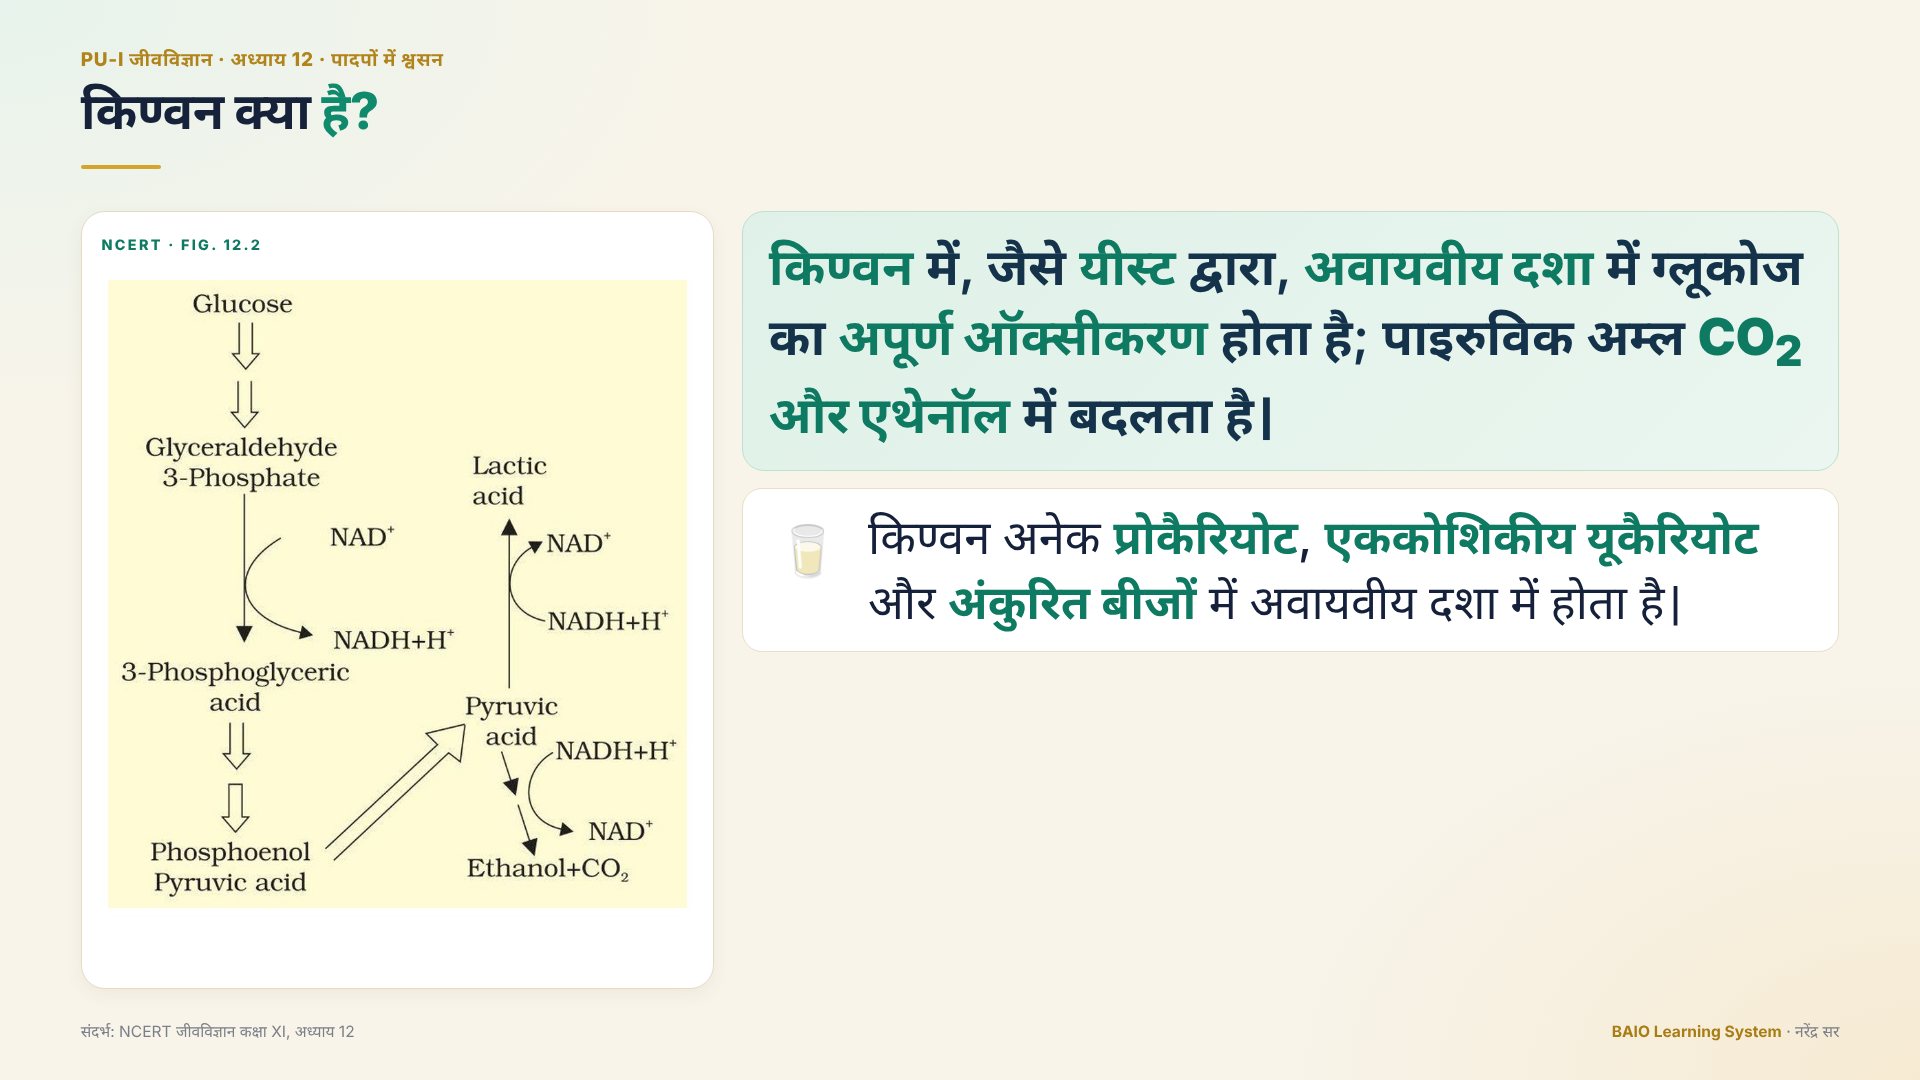 PU-I जीवविज्ञान · अध्याय 12 · पादपों में श्वसन
किण्वन क्या है?
NCERT · FIG. 12.2
Glucose
Glyceraldehyde
3-Phosphate
NAD⁺
NADH+H⁺
3-Phosphoglyceric
acid
Phosphoenol
Pyruvic acid
Lactic
acid
NAD⁺
NADH+H⁺
Pyruvic
acid
NADH+H⁺
NAD⁺
Ethanol+CO₂
किण्वन में, जैसे यीस्ट द्वारा, अवायवीय दशा में ग्लूकोज
का अपूर्ण ऑक्सीकरण होता है; पाइरुविक अम्ल CO₂
और एथेनॉल में बदलता है|
किण्वन अनेक प्रोकैरियोट, एककोशिकीय यूकैरियोट
और अंकुरित बीजों में अवायवीय दशा में होता है|
संदर्भ: NCERT जीवविज्ञान कक्षा XI, अध्याय 12
BAIO Learning System · नरेंद्र सर